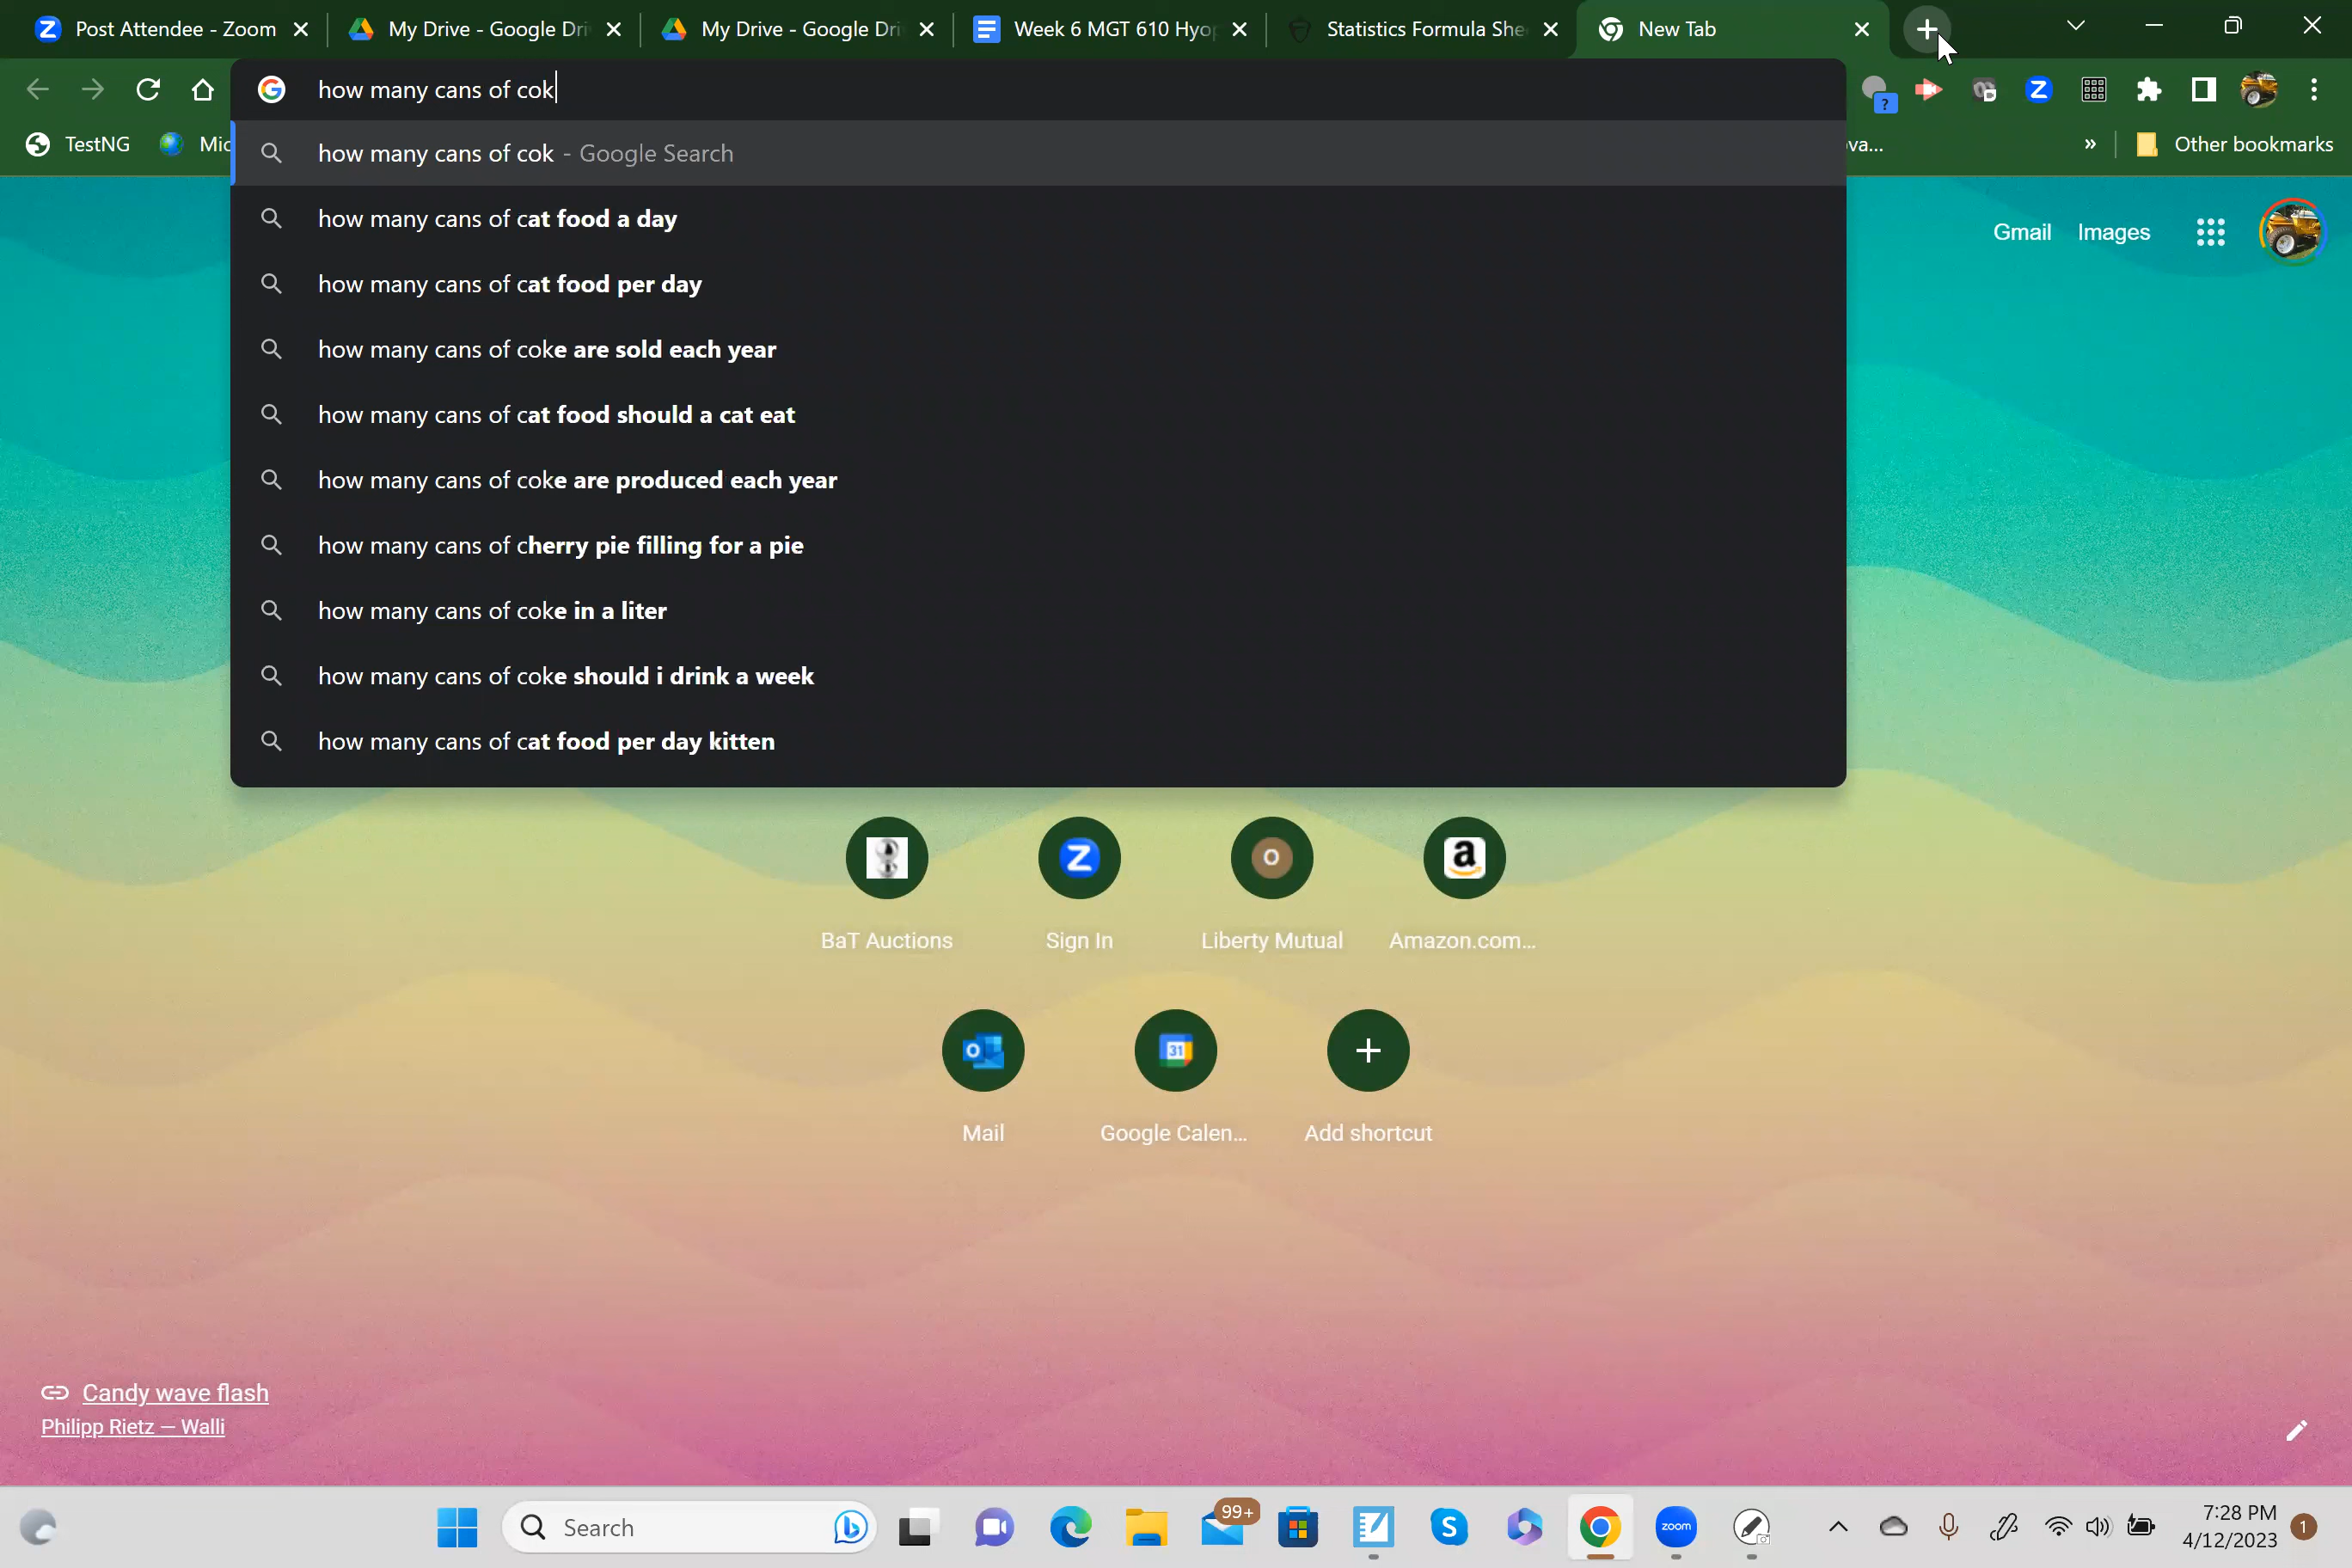 Post Attendee - Zoom
My Drive - Google Dri
My Drive - Google Dri
Week 6 MGT 610 Hyop
Statistics Formula She
New Tab
how many cans of cok
TestNG
Mic
va...
»
Other bookmarks
how many cans of cok - Google Search
how many cans of cat food a day
how many cans of cat food per day
how many cans of coke are sold each year
how many cans of cat food should a cat eat
how many cans of coke are produced each year
how many cans of cherry pie filling for a pie
how many cans of coke in a liter
how many cans of coke should i drink a week
how many cans of cat food per day kitten
Gmail
Images
BaT Auctions
Sign In
Liberty Mutual
Amazon.com...
Mail
Google Calen...
Add shortcut
Candy wave flash
Philipp Rietz — Walli
Search
99+
zoom
7:28 PM
4/12/2023
1